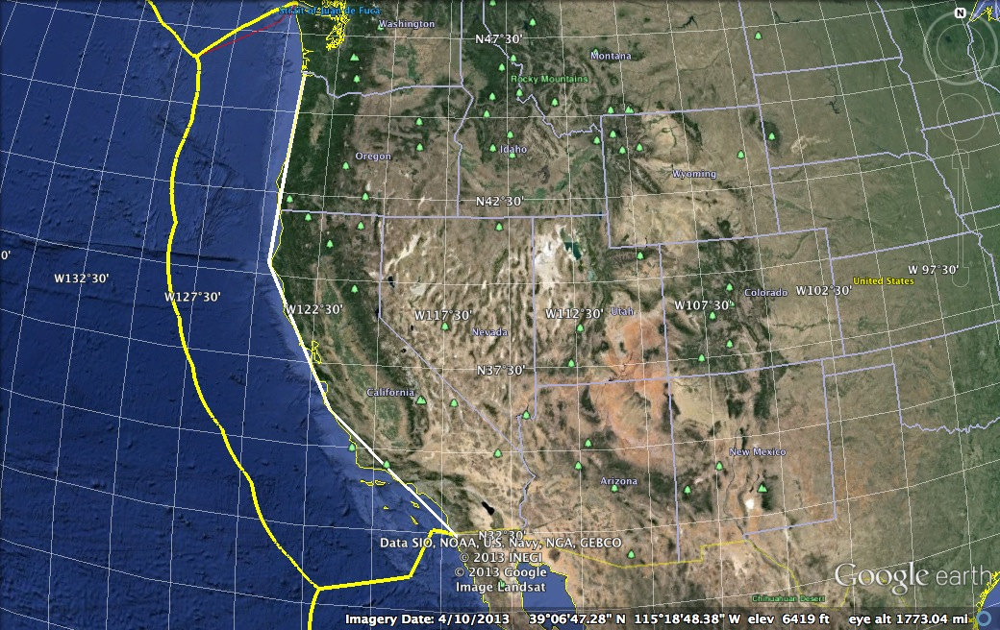 Strait of Juan de Fuca
N
Washington
N47°30'
Montana
Rocky Mountains
Oregon
Idaho
Wyoming
N42°30'
0'
W132°30'
W127°30'
W122°30'
W117°30'
W112°30'
W107°30'
W102°30'
W 97°30'
Utah
Colorado
United States
Nevada
N37°30'
California
New Mexico
Arizona
N32°30'
Data SIO, NOAA, U.S. Navy, NGA, GEBCO
© 2013 INEGI
© 2013 Google
Image Landsat
Google earth
Chihuahuan Desert
Imagery Date: 4/10/2013 39°06'47.28" N 115°18'48.38" W elev 6419 ft eye alt 1773.04 mi